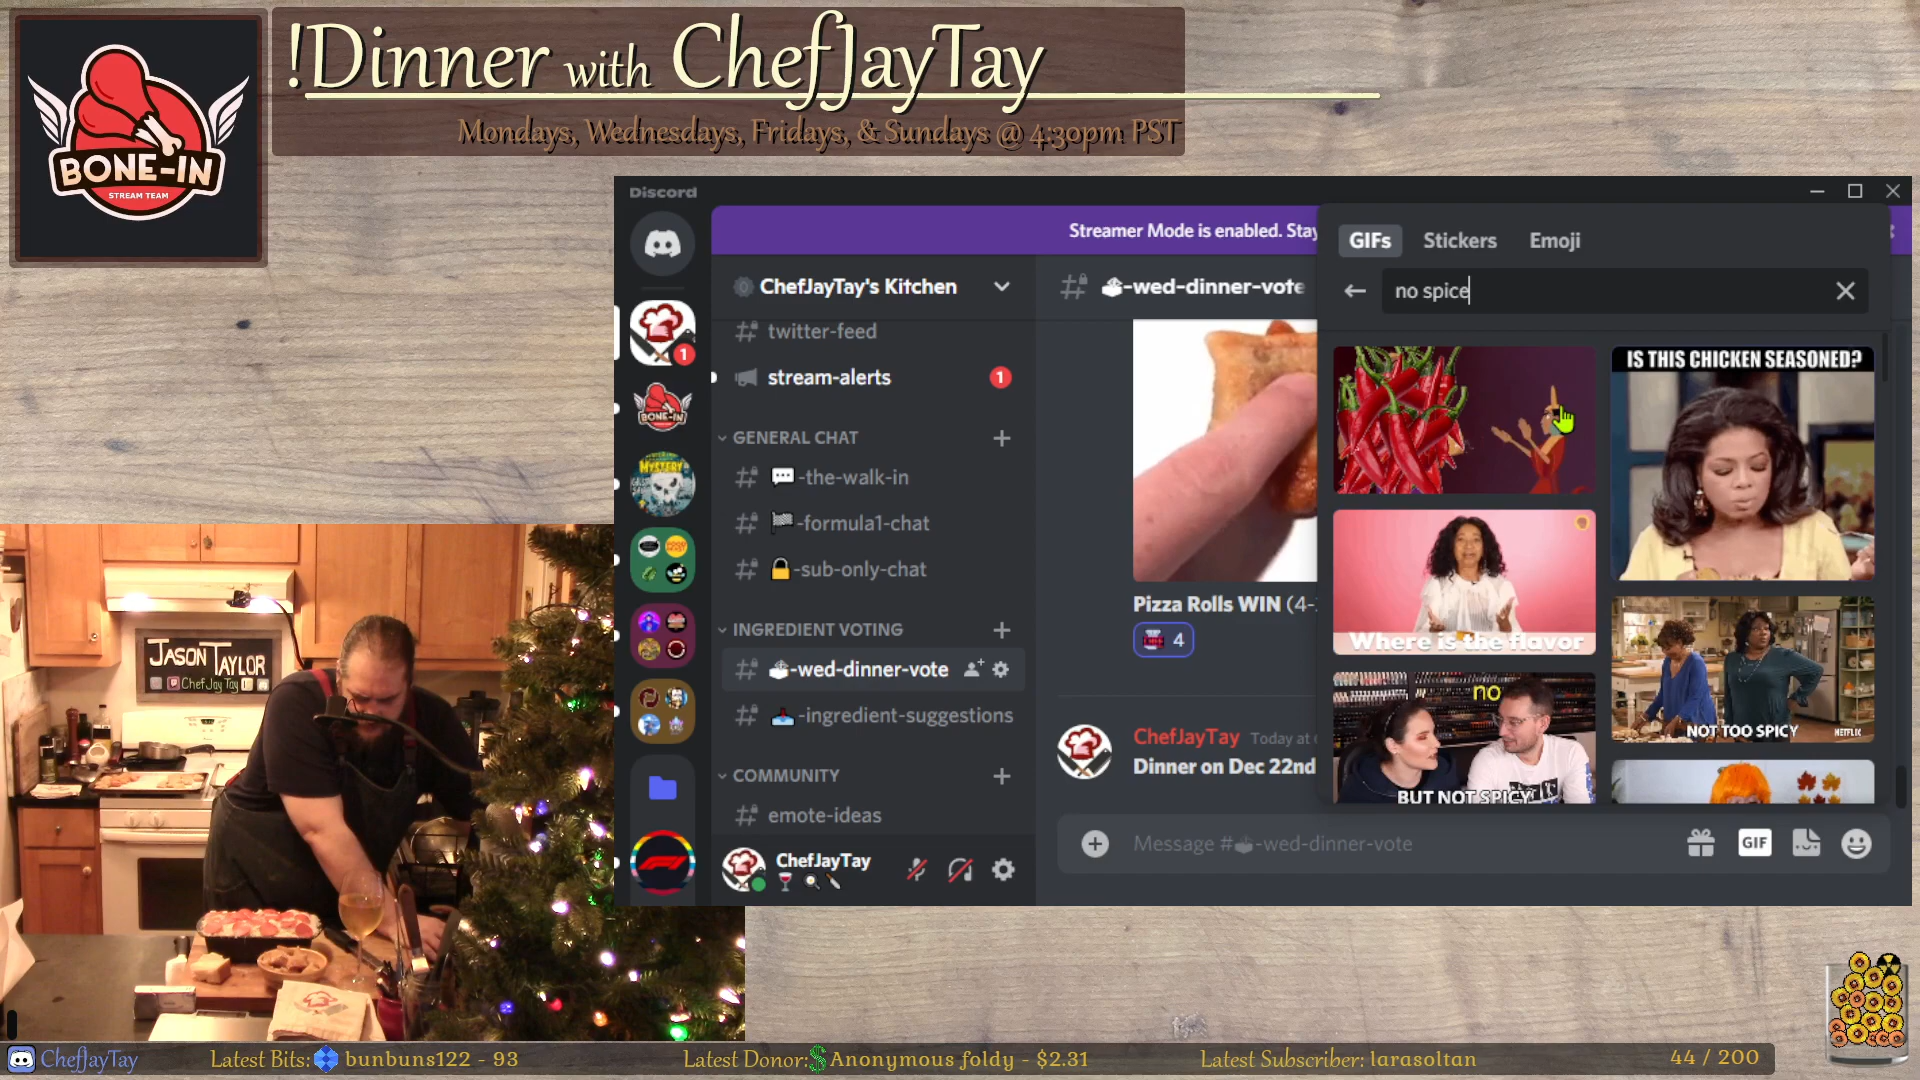 !Dinner with ChefJayTay
Mondays, Wednesdays, Fridays, & Sundays @ 4:30pm PST
BONE-IN
STREAM TEAM
Discord
Streamer Mode is enabled. Stay
GIFs
Stickers
Emoji
ChefJayTay's Kitchen
-wed-dinner-vote
no spice
twitter-feed
stream-alerts
1
1
IS THIS CHICKEN SEASONED?
BONE-IN
MYSTERY
GENERAL CHAT
-the-walk-in
-formula1-chat
-sub-only-chat
Where is the flavor
Pizza Rolls WIN (4-
4
INGREDIENT VOTING
-wed-dinner-vote
-ingredient-suggestions
no
NOT TOO SPICY
NETFLIX
BUT NOT SPICY
ChefJayTay Today at
Dinner on Dec 22nd
COMMUNITY
emote-ideas
Message #-wed-dinner-vote
GIF
ChefJayTay
JASON TAYLOR
ChefJayTay
ChefJayTay
Latest Bits: bunbuns122 - 93
Latest Donor: Anonymous foldy - $2.31
Latest Subscriber: larasoltan
44 / 200